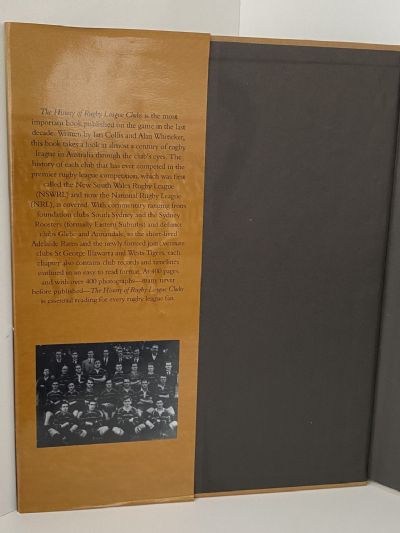 The History of Rugby League Clubs is the most
important book published on the game in the last
decade. Written by Ian Collis and Alan Whiticker,
this book takes a look at almost a century of rugby
league in Australia through the club's eyes. The
history of each club that has ever competed in the
premier rugby league competition, which was first
called the New South Wales Rugby League
(NSWRL) and now the National Rugby League
(NRL), is covered. With commentary ranging from
foundation clubs South Sydney and the Sydney
Roosters (formally Eastern Suburbs) and defunct
clubs Glebe and Annandale, to the short-lived
Adelaide Rams and the newly formed joint venture
clubs St George Illawarra and Wests Tigers, each
chapter also contains club records and timelines
outlined in an easy to read format. At 400 pages
and with over 400 photographs—many never
before published—The History of Rugby League Clubs
is essential reading for every rugby league fan.